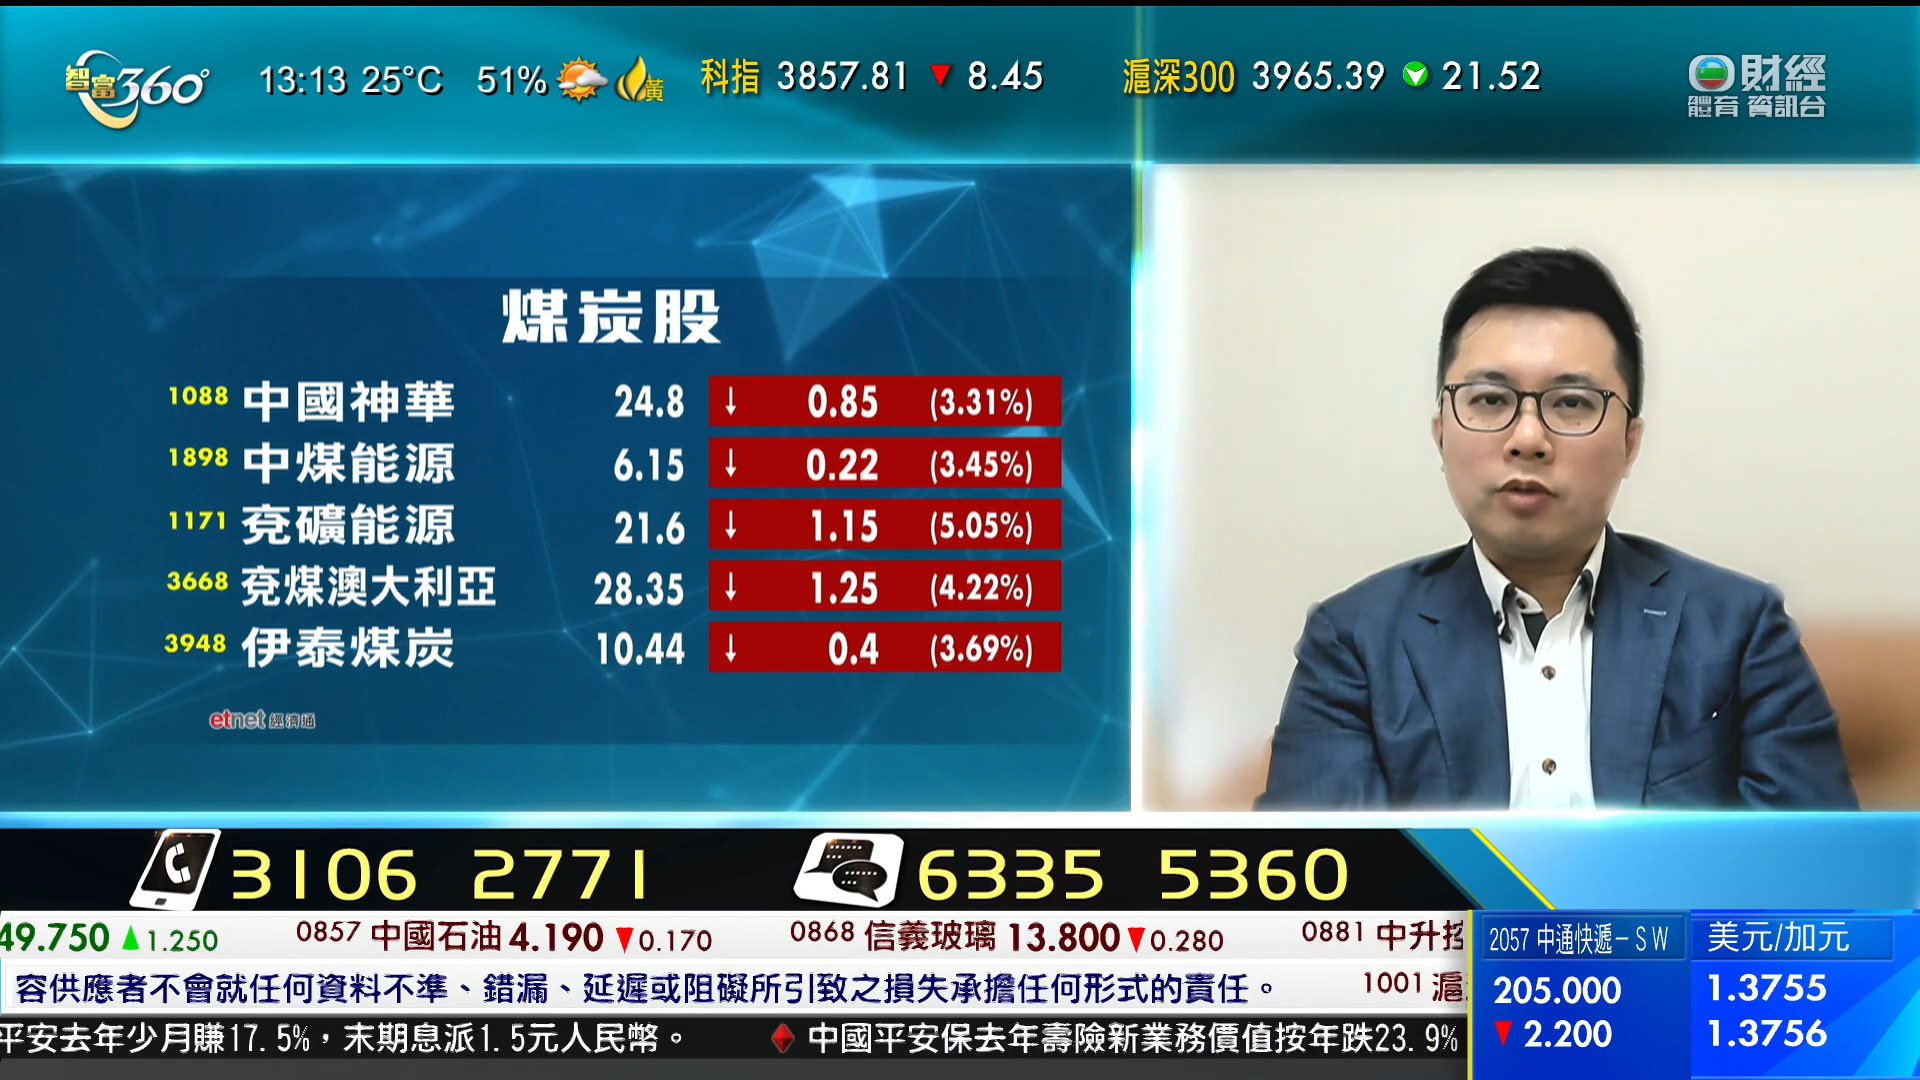 智富360°
13:13 25°C 51% 黃
科指 3857.81 ▼ 8.45
滬深300 3965.39 21.52
財經
體育 資訊台
煤炭股
1088 中國神華 24.8 ↓ 0.85 (3.31%)
1898 中煤能源 6.15 ↓ 0.22 (3.45%)
1171 兗礦能源 21.6 ↓ 1.15 (5.05%)
3668 兗煤澳大利亞 28.35 ↓ 1.25 (4.22%)
3948 伊泰煤炭 10.44 ↓ 0.4 (3.69%)
etnet 經濟通
3106 2771
6335 5360
49.750 ▲1.250 0857 中國石油 4.190 ▼0.170 0868 信義玻璃 13.800 ▼0.280 0881 中升控
容供應者不會就任何資料不準、錯漏、延遲或阻礙所引致之損失承擔任何形式的責任。 1001 滬
平安去年少月賺17.5%，末期息派1.5元人民幣。 ◆ 中國平安保去年壽險新業務價值按年跌23.9%
2057 中通快遞－ＳＷ
205.000
▼ 2.200
美元/加元
1.3755
1.3756